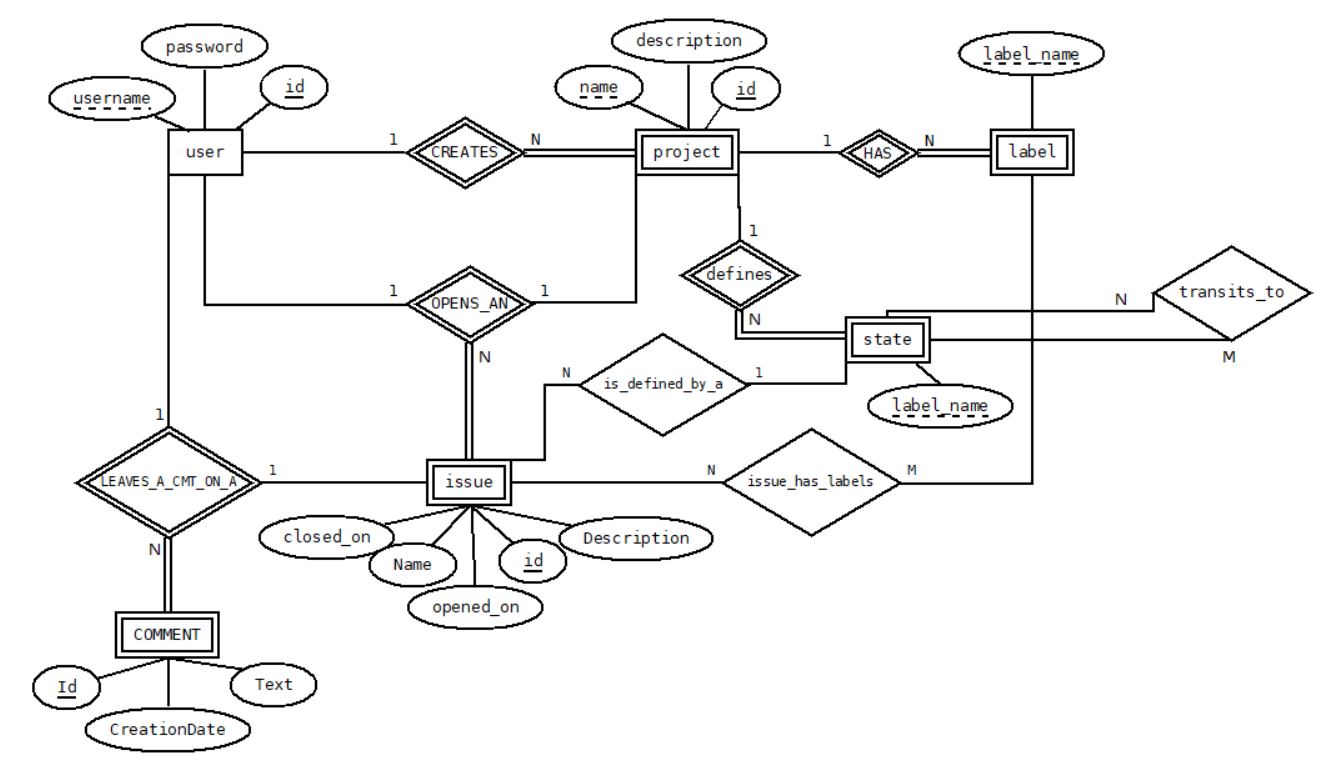 password
description
label_name
username
id
name
id
user
1
CREATES
N
project
1
HAS
N
label
1
defines
N
1
OPENS_AN
1
N
transits_to
N
M
state
label_name
N
is_defined_by_a
1
1
LEAVES_A_CMT_ON_A
1
N
issue
N
issue_has_labels
M
closed_on
Name
opened_on
id
Description
COMMENT
Id
CreationDate
Text